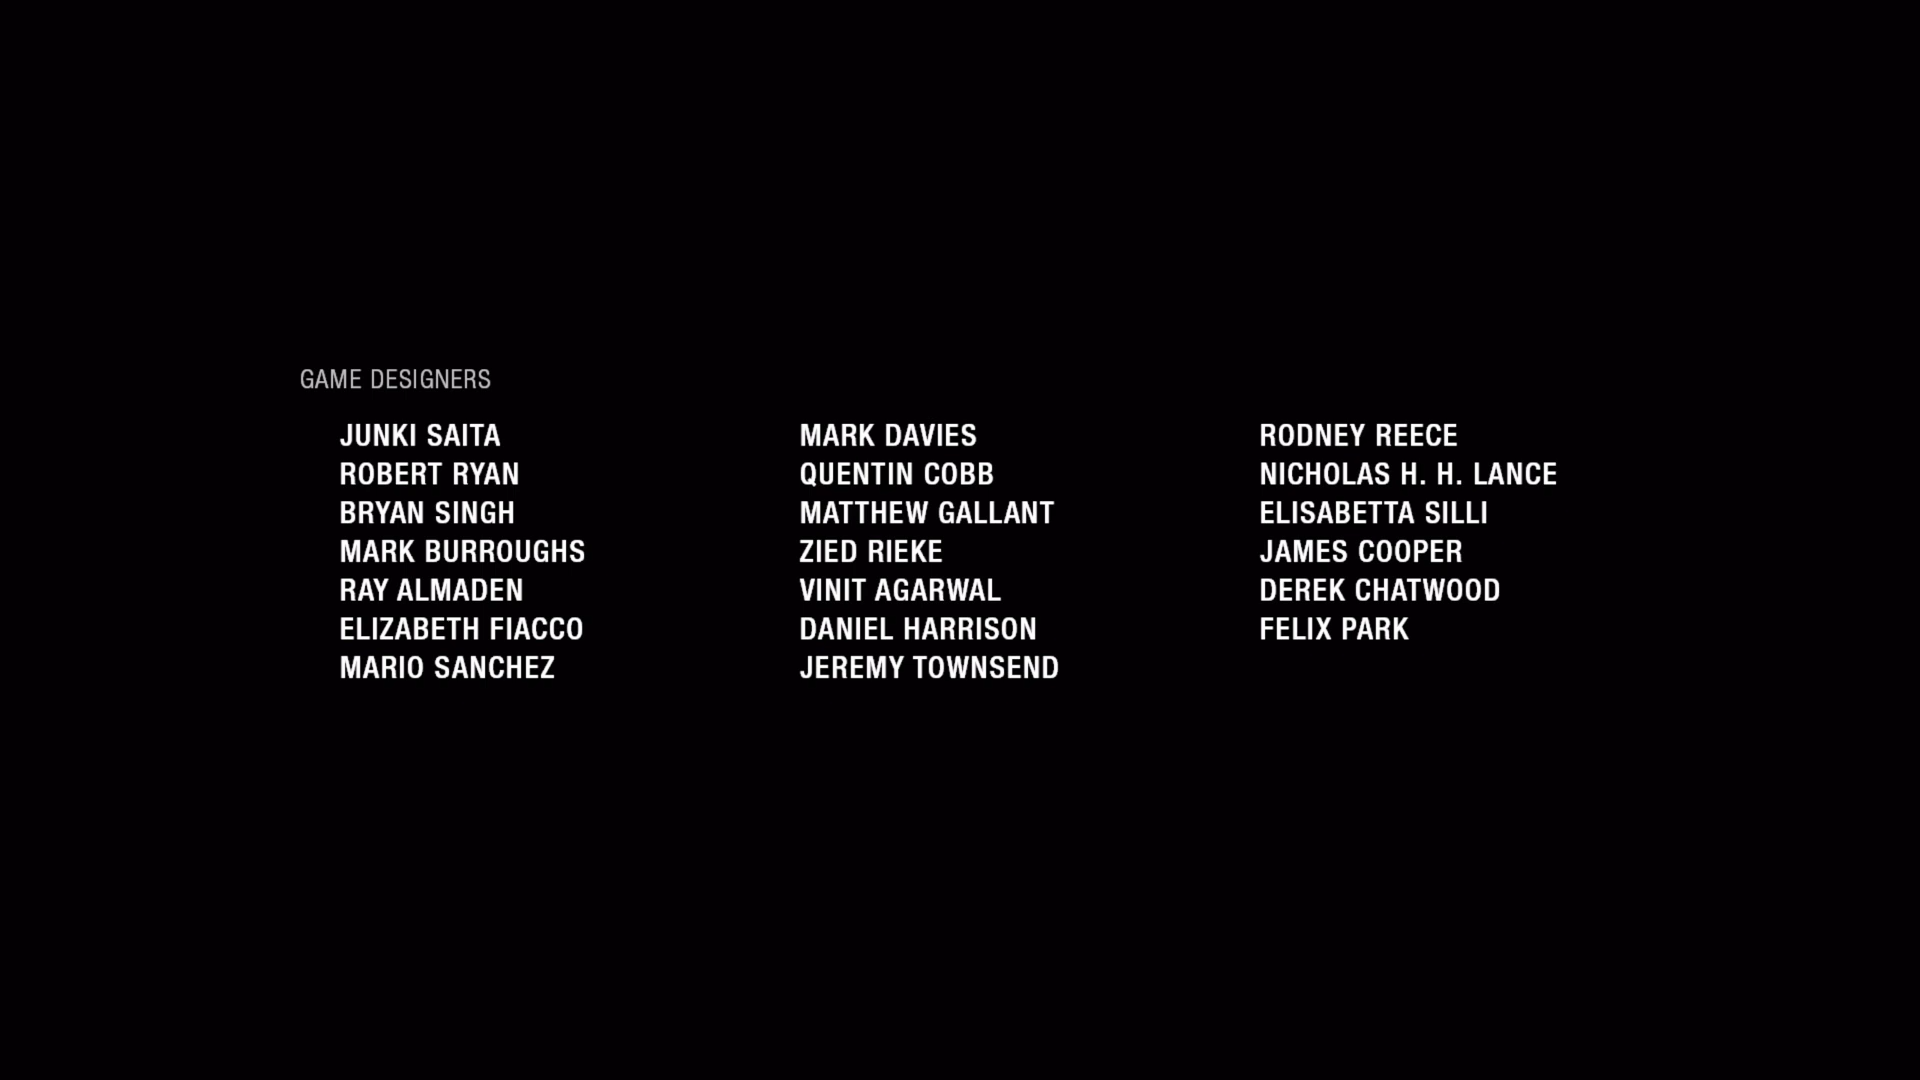 GAME DESIGNERS
JUNKI SAITA
ROBERT RYAN
BRYAN SINGH
MARK BURROUGHS
RAY ALMADEN
ELIZABETH FIACCO
MARIO SANCHEZ
MARK DAVIES
QUENTIN COBB
MATTHEW GALLANT
ZIED RIEKE
VINIT AGARWAL
DANIEL HARRISON
JEREMY TOWNSEND
RODNEY REECE
NICHOLAS H. H. LANCE
ELISABETTA SILLI
JAMES COOPER
DEREK CHATWOOD
FELIX PARK